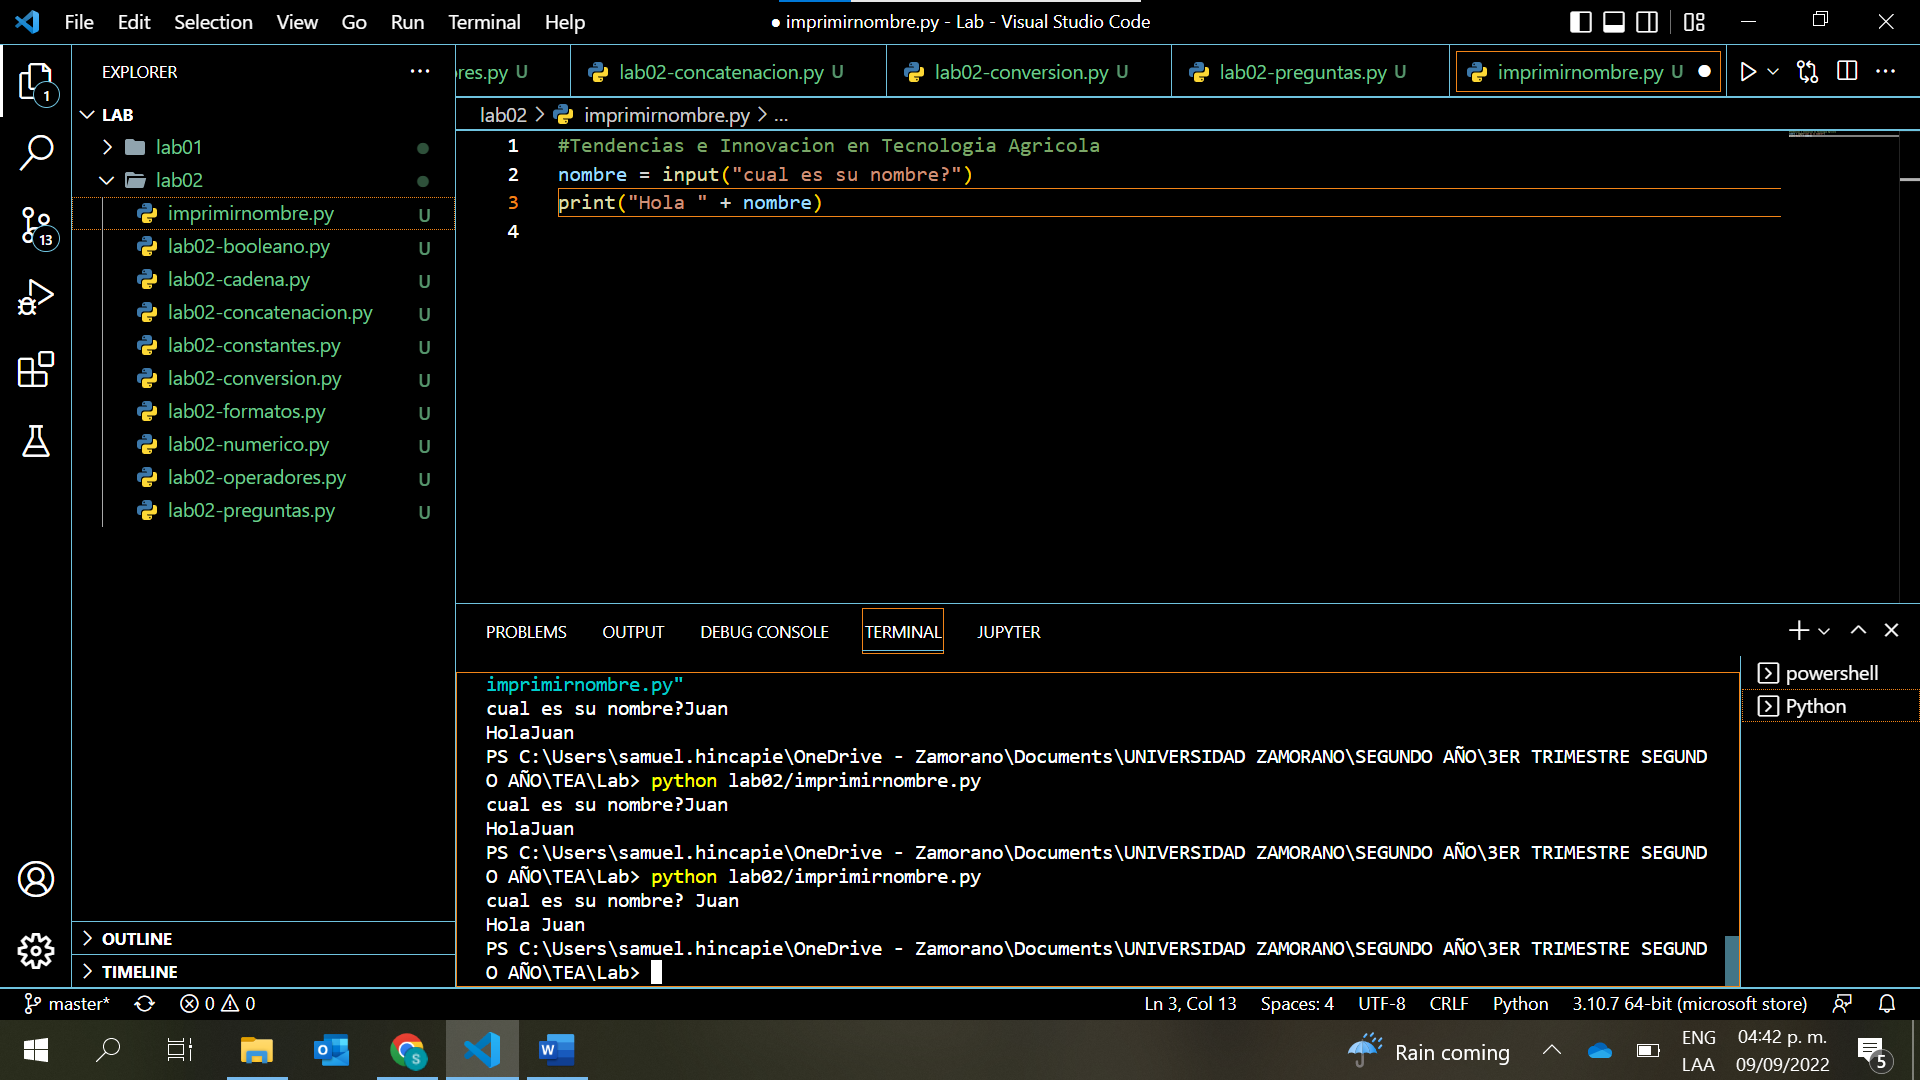 File Edit Selection View Go Run Terminal Help
● imprimirnombre.py - Lab - Visual Studio Code
EXPLORER
res.py U
lab02-concatenacion.py U
lab02-conversion.py U
lab02-preguntas.py U
imprimirnombre.py U
lab02 > imprimirnombre.py > ...
1
LAB
lab01
lab02
imprimirnombre.py U
lab02-booleano.py U
lab02-cadena.py U
lab02-concatenacion.py U
lab02-constantes.py U
lab02-conversion.py U
lab02-formatos.py U
lab02-numerico.py U
lab02-operadores.py U
lab02-preguntas.py U
13
OUTLINE
TIMELINE
1 #Tendencias e Innovacion en Tecnologia Agricola
2 nombre = input("cual es su nombre?")
3 print("Hola " + nombre)
4
PROBLEMS OUTPUT DEBUG CONSOLE TERMINAL JUPYTER
imprimirnombre.py"
cual es su nombre?Juan
HolaJuan
PS C:\Users\samuel.hincapie\OneDrive - Zamorano\Documents\UNIVERSIDAD ZAMORANO\SEGUNDO AÑO\3ER TRIMESTRE SEGUND
O AÑO\TEA\Lab> python lab02/imprimirnombre.py
cual es su nombre?Juan
HolaJuan
PS C:\Users\samuel.hincapie\OneDrive - Zamorano\Documents\UNIVERSIDAD ZAMORANO\SEGUNDO AÑO\3ER TRIMESTRE SEGUND
O AÑO\TEA\Lab> python lab02/imprimirnombre.py
cual es su nombre? Juan
Hola Juan
PS C:\Users\samuel.hincapie\OneDrive - Zamorano\Documents\UNIVERSIDAD ZAMORANO\SEGUNDO AÑO\3ER TRIMESTRE SEGUND
O AÑO\TEA\Lab>
powershell
Python
master* 0 0
Ln 3, Col 13 Spaces: 4 UTF-8 CRLF Python 3.10.7 64-bit (microsoft store)
Rain coming
ENG
LAA
04:42 p. m.
09/09/2022
5